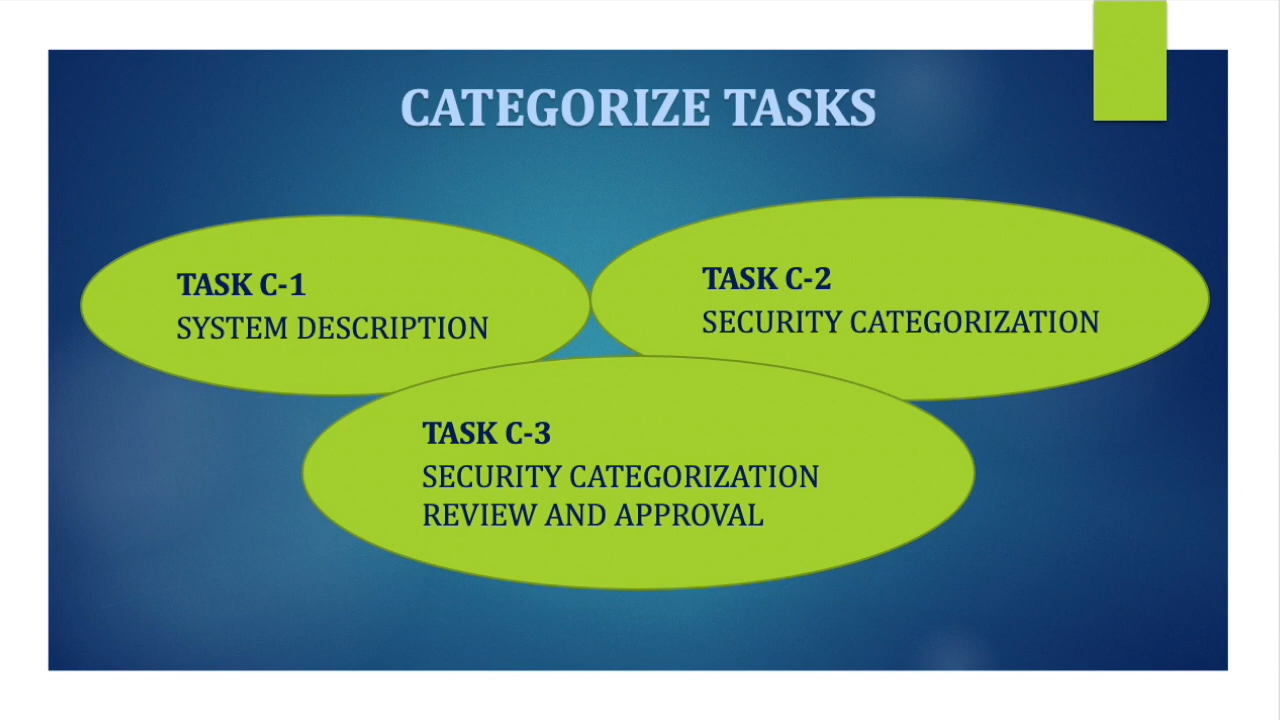 CATEGORIZE TASKS
TASK C-1
SYSTEM DESCRIPTION
TASK C-2
SECURITY CATEGORIZATION
TASK C-3
SECURITY CATEGORIZATION
REVIEW AND APPROVAL